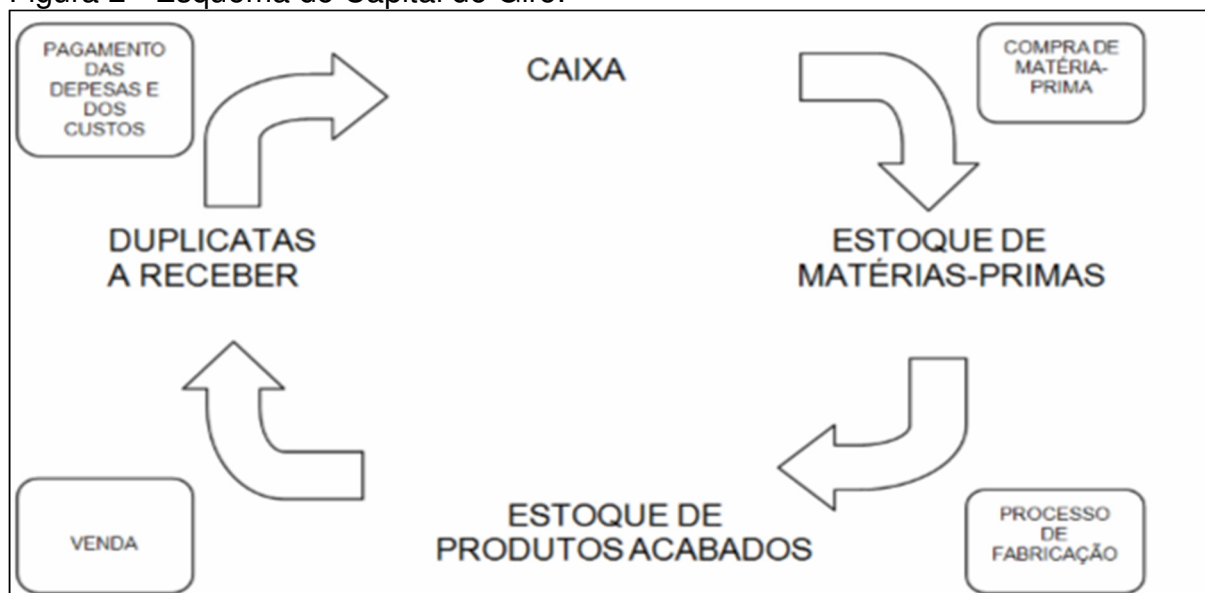 PAGAMENTO
DAS
DEPESAS E
DOS
CUSTOS
CAIXA
COMPRA DE
MATÉRIA-
PRIMA
DUPLICATAS
A RECEBER
ESTOQUE DE
MATÉRIAS-PRIMAS
VENDA
ESTOQUE DE
PRODUTOS ACABADOS
PROCESSO
DE
FABRICAÇÃO